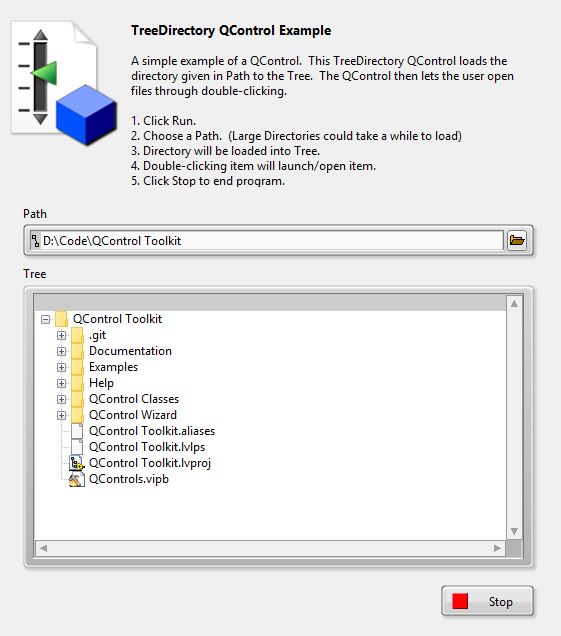 TreeDirectory QControl Example
A simple example of a QControl.  This TreeDirectory QControl loads the
directory given in Path to the Tree.  The QControl then lets the user open
files through double-clicking.
1. Click Run.
2. Choose a Path.  (Large Directories could take a while to load)
3. Directory will be loaded into Tree.
4. Double-clicking item will launch/open item.
5. Click Stop to end program.
Path
D:\Code\QControl Toolkit
Tree
QControl Toolkit
.git
Documentation
Examples
Help
QControl Classes
QControl Wizard
QControl Toolkit.aliases
QControl Toolkit.lvlps
QControl Toolkit.lvproj
QControls.vipb
Stop